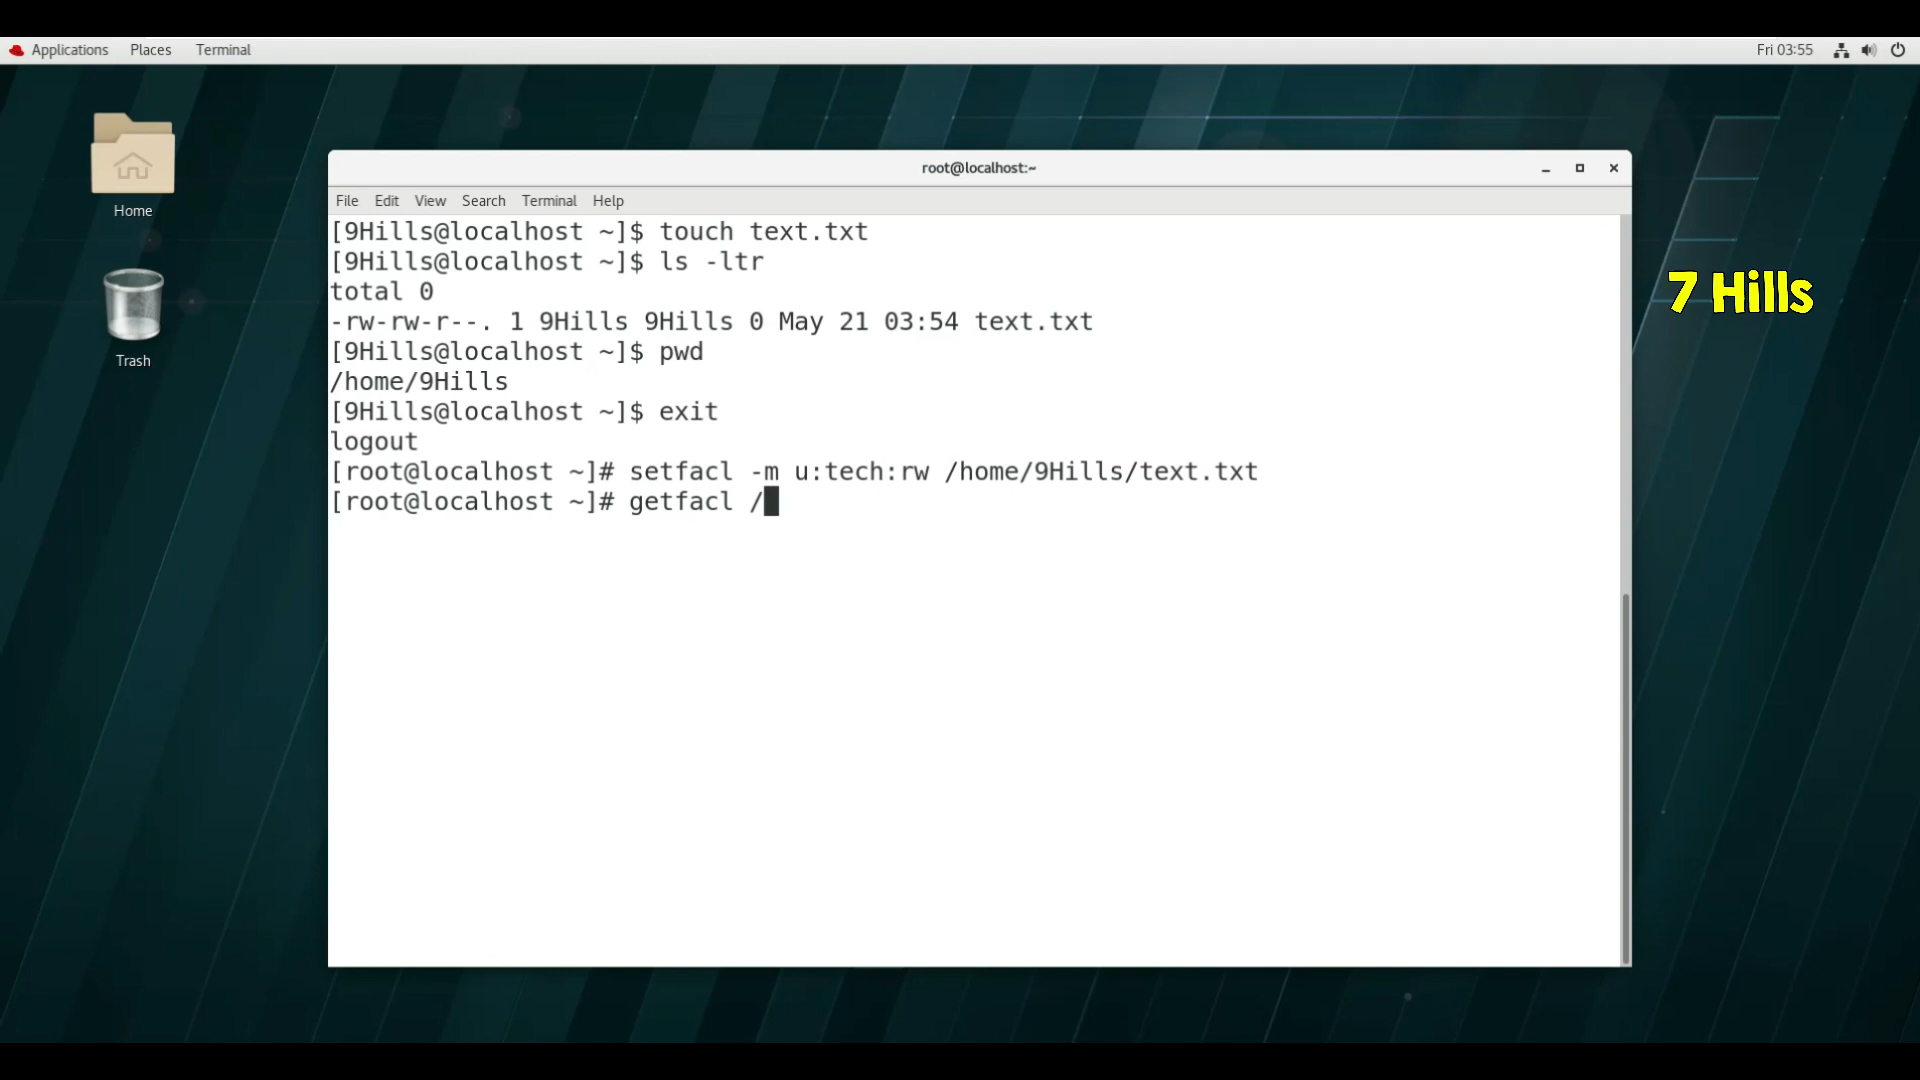 Applications Places Terminal Fri 03:55
Home
Trash
root@localhost:~
File Edit View Search Terminal Help
[9Hills@localhost ~]$ touch text.txt
[9Hills@localhost ~]$ ls -ltr
total 0
-rw-rw-r--. 1 9Hills 9Hills 0 May 21 03:54 text.txt
[9Hills@localhost ~]$ pwd
/home/9Hills
[9Hills@localhost ~]$ exit
logout
[root@localhost ~]# setfacl -m u:tech:rw /home/9Hills/text.txt
[root@localhost ~]# getfacl /
7 Hills